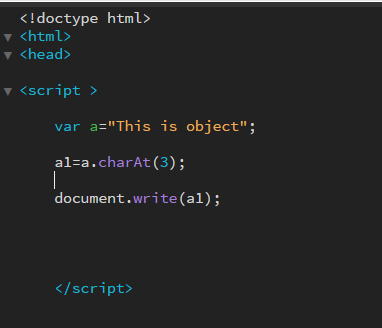 <!doctype html>
<html>
<head>
<script >
var a="This is object";
a1=a.charAt(3);
document.write(a1);
</script>